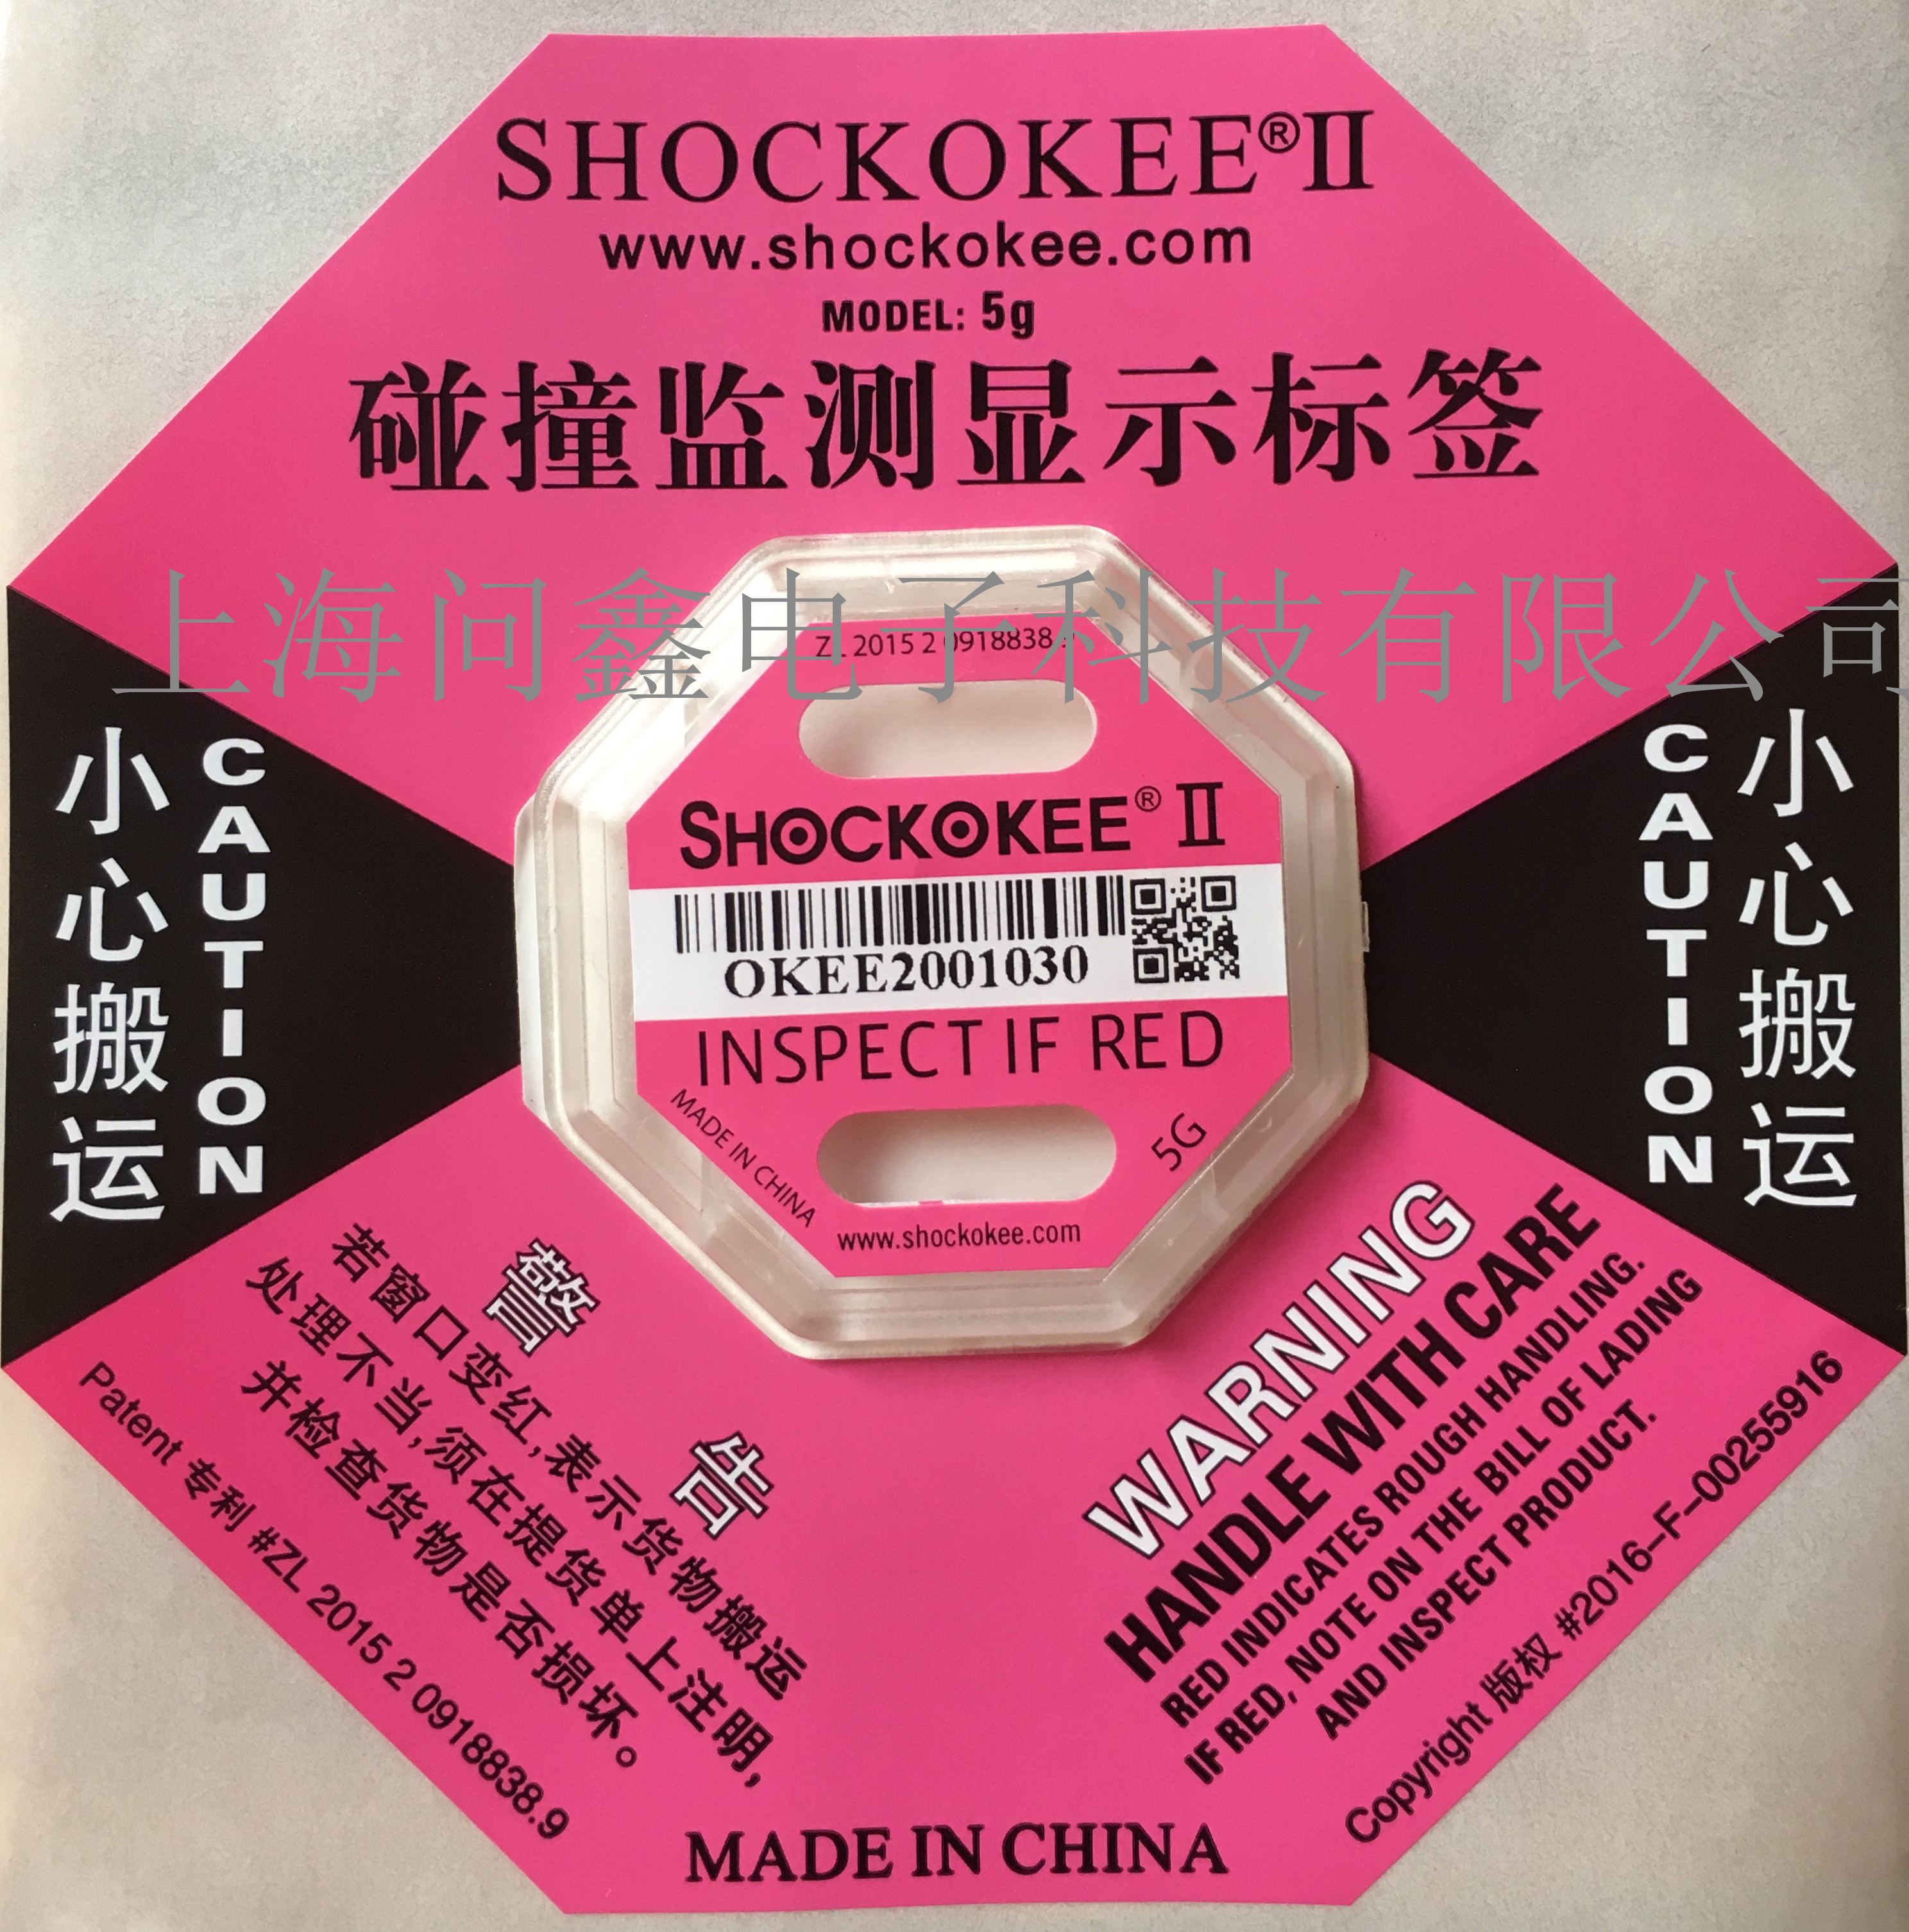 SHOCKOKEE®II
www.shockokee.com
MODEL: 5g
碰撞监测显示标签
上海问鑫电子科技有限公司
ZL 2015 2 0918838
小心搬运
CAUTION
CAUTION
小心搬运
SHOCKOKEE® II
OKEE2001030
INSPECT IF RED
MADE IN CHINA
5G
www.shockokee.com
警告
若窗口变红,表示货物搬运
处理不当,须在提货单上注明,
并检查货物是否损坏。
Patent 专利 #ZL 2015 2 0918838.9
WARNING
HANDLE WITH CARE
RED INDICATES ROUGH HANDLING.
IF RED, NOTE ON THE BILL OF LADING
AND INSPECT PRODUCT.
Copyright 版权 #2016-F-00255916
MADE IN CHINA